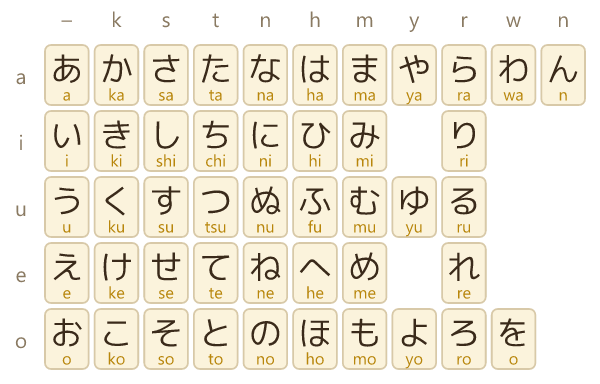 – k s t n h m y r w n
a あ か さ た な は ま や ら わ ん
a ka sa ta na ha ma ya ra wa n
i い き し ち に ひ み り
i ki shi chi ni hi mi ri
u う く す つ ぬ ふ む ゆ る
u ku su tsu nu fu mu yu ru
e え け せ て ね へ め れ
e ke se te ne he me re
o お こ そ と の ほ も よ ろ を
o ko so to no ho mo yo ro o